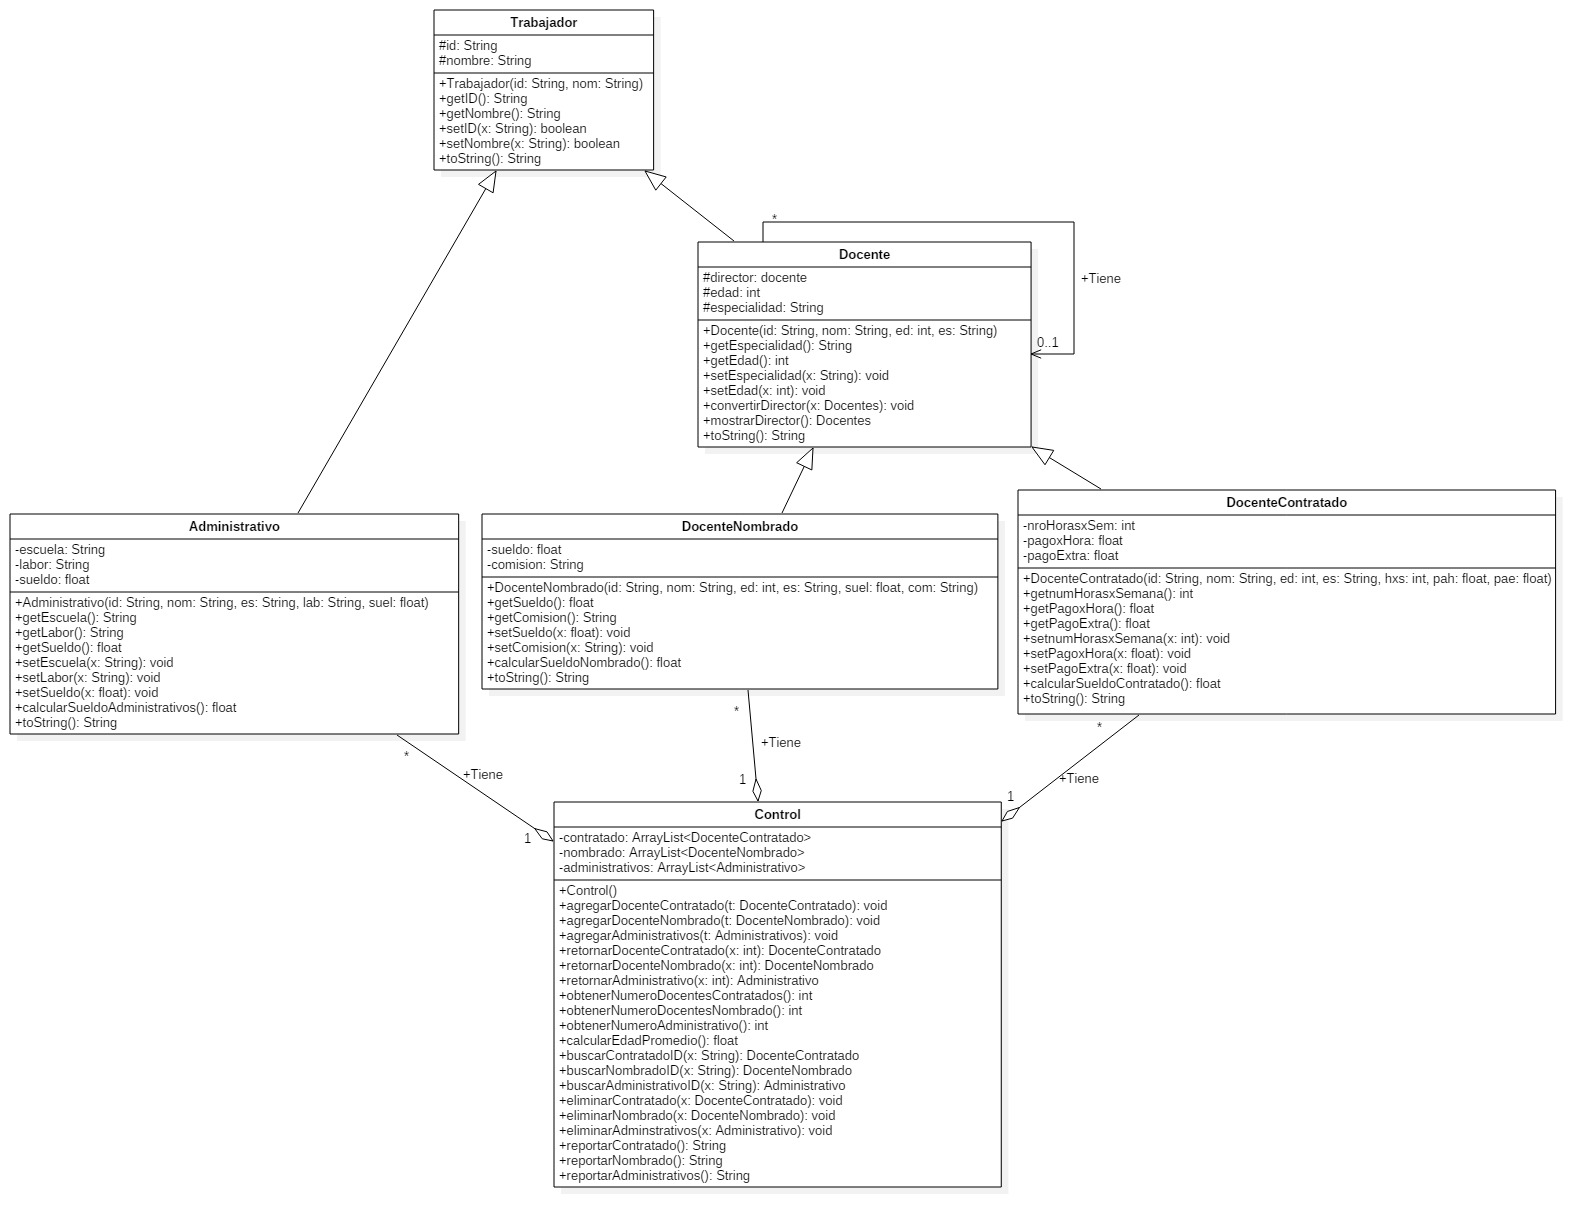 Trabajador
#id: String
#nombre: String
+Trabajador(id: String, nom: String)
+getID(): String
+getNombre(): String
+setID(x: String): boolean
+setNombre(x: String): boolean
+toString(): String
*
+Tiene
0..1
Docente
#director: docente
#edad: int
#especialidad: String
+Docente(id: String, nom: String, ed: int, es: String)
+getEspecialidad(): String
+getEdad(): int
+setEspecialidad(x: String): void
+setEdad(x: int): void
+convertirDirector(x: Docentes): void
+mostrarDirector(): Docentes
+toString(): String
Administrativo
-escuela: String
-labor: String
-sueldo: float
+Administrativo(id: String, nom: String, es: String, lab: String, suel: float)
+getEscuela(): String
+getLabor(): String
+getSueldo(): float
+setEscuela(x: String): void
+setLabor(x: String): void
+setSueldo(x: float): void
+calcularSueldoAdministrativos(): float
+toString(): String
DocenteNombrado
-sueldo: float
-comision: String
+DocenteNombrado(id: String, nom: String, ed: int, es: String, suel: float, com: String)
+getSueldo(): float
+getComision(): String
+setSueldo(x: float): void
+setComision(x: String): void
+calcularSueldoNombrado(): float
+toString(): String
DocenteContratado
-nroHorasxSem: int
-pagoxHora: float
-pagoExtra: float
+DocenteContratado(id: String, nom: String, ed: int, es: String, hxs: int, pah: float, pae: float)
+getnumHorasxSemana(): int
+getPagoxHora(): float
+getPagoExtra(): float
+setnumHorasxSemana(x: int): void
+setPagoxHora(x: float): void
+setPagoExtra(x: float): void
+calcularSueldoContratado(): float
+toString(): String
*
+Tiene
1
*
+Tiene
1
*
+Tiene
1
Control
-contratado: ArrayList<DocenteContratado>
-nombrado: ArrayList<DocenteNombrado>
-administrativos: ArrayList<Administrativo>
+Control()
+agregarDocenteContratado(t: DocenteContratado): void
+agregarDocenteNombrado(t: DocenteNombrado): void
+agregarAdministrativos(t: Administrativos): void
+retornarDocenteContratado(x: int): DocenteContratado
+retornarDocenteNombrado(x: int): DocenteNombrado
+retornarAdministrativo(x: int): Administrativo
+obtenerNumeroDocentesContratados(): int
+obtenerNumeroDocentesNombrado(): int
+obtenerNumeroAdministrativo(): int
+calcularEdadPromedio(): float
+buscarContratadoID(x: String): DocenteContratado
+buscarNombradoID(x: String): DocenteNombrado
+buscarAdministrativoID(x: String): Administrativo
+eliminarContratado(x: DocenteContratado): void
+eliminarNombrado(x: DocenteNombrado): void
+eliminarAdminstrativos(x: Administrativo): void
+reportarContratado(): String
+reportarNombrado(): String
+reportarAdministrativos(): String